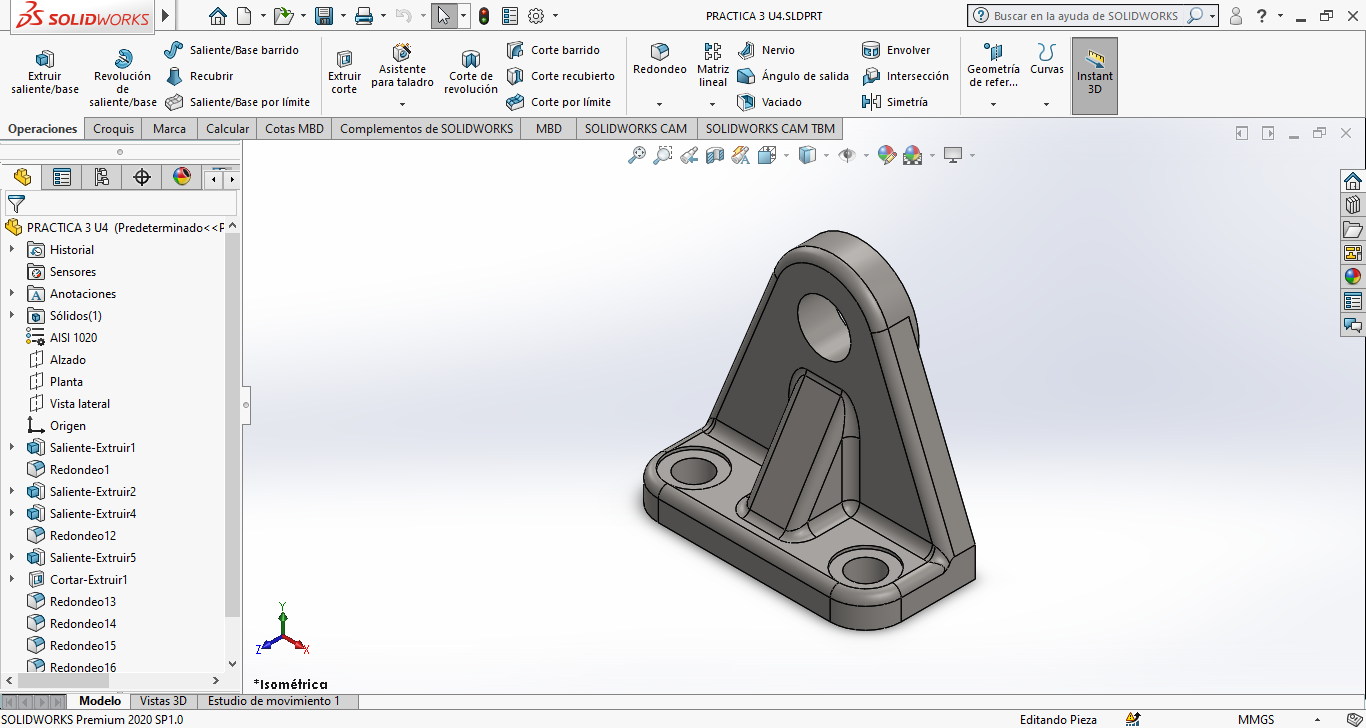 SOLIDWORKS
PRACTICA 3 U4.SLDPRT
Buscar en la ayuda de SOLIDWORKS
Extruir saliente/base
Revolución de saliente/base
Saliente/Base barrido
Recubrir
Saliente/Base por límite
Extruir corte
Asistente para taladro
Corte de revolución
Corte barrido
Corte recubierto
Corte por límite
Redondeo
Matriz lineal
Nervio
Ángulo de salida
Vaciado
Envolver
Intersección
Simetría
Geometría de refer...
Curvas
Instant 3D
Operaciones
Croquis
Marca
Calcular
Cotas MBD
Complementos de SOLIDWORKS
MBD
SOLIDWORKS CAM
SOLIDWORKS CAM TBM
PRACTICA 3 U4 (Predeterminado<<P
Historial
Sensores
Anotaciones
Sólidos(1)
AISI 1020
Alzado
Planta
Vista lateral
Origen
Saliente-Extruir1
Redondeo1
Saliente-Extruir2
Saliente-Extruir4
Redondeo12
Saliente-Extruir5
Cortar-Extruir1
Redondeo13
Redondeo14
Redondeo15
Redondeo16
Y
Z
X
*Isométrica
Modelo
Vistas 3D
Estudio de movimiento 1
SOLIDWORKS Premium 2020 SP1.0
Editando Pieza
MMGS